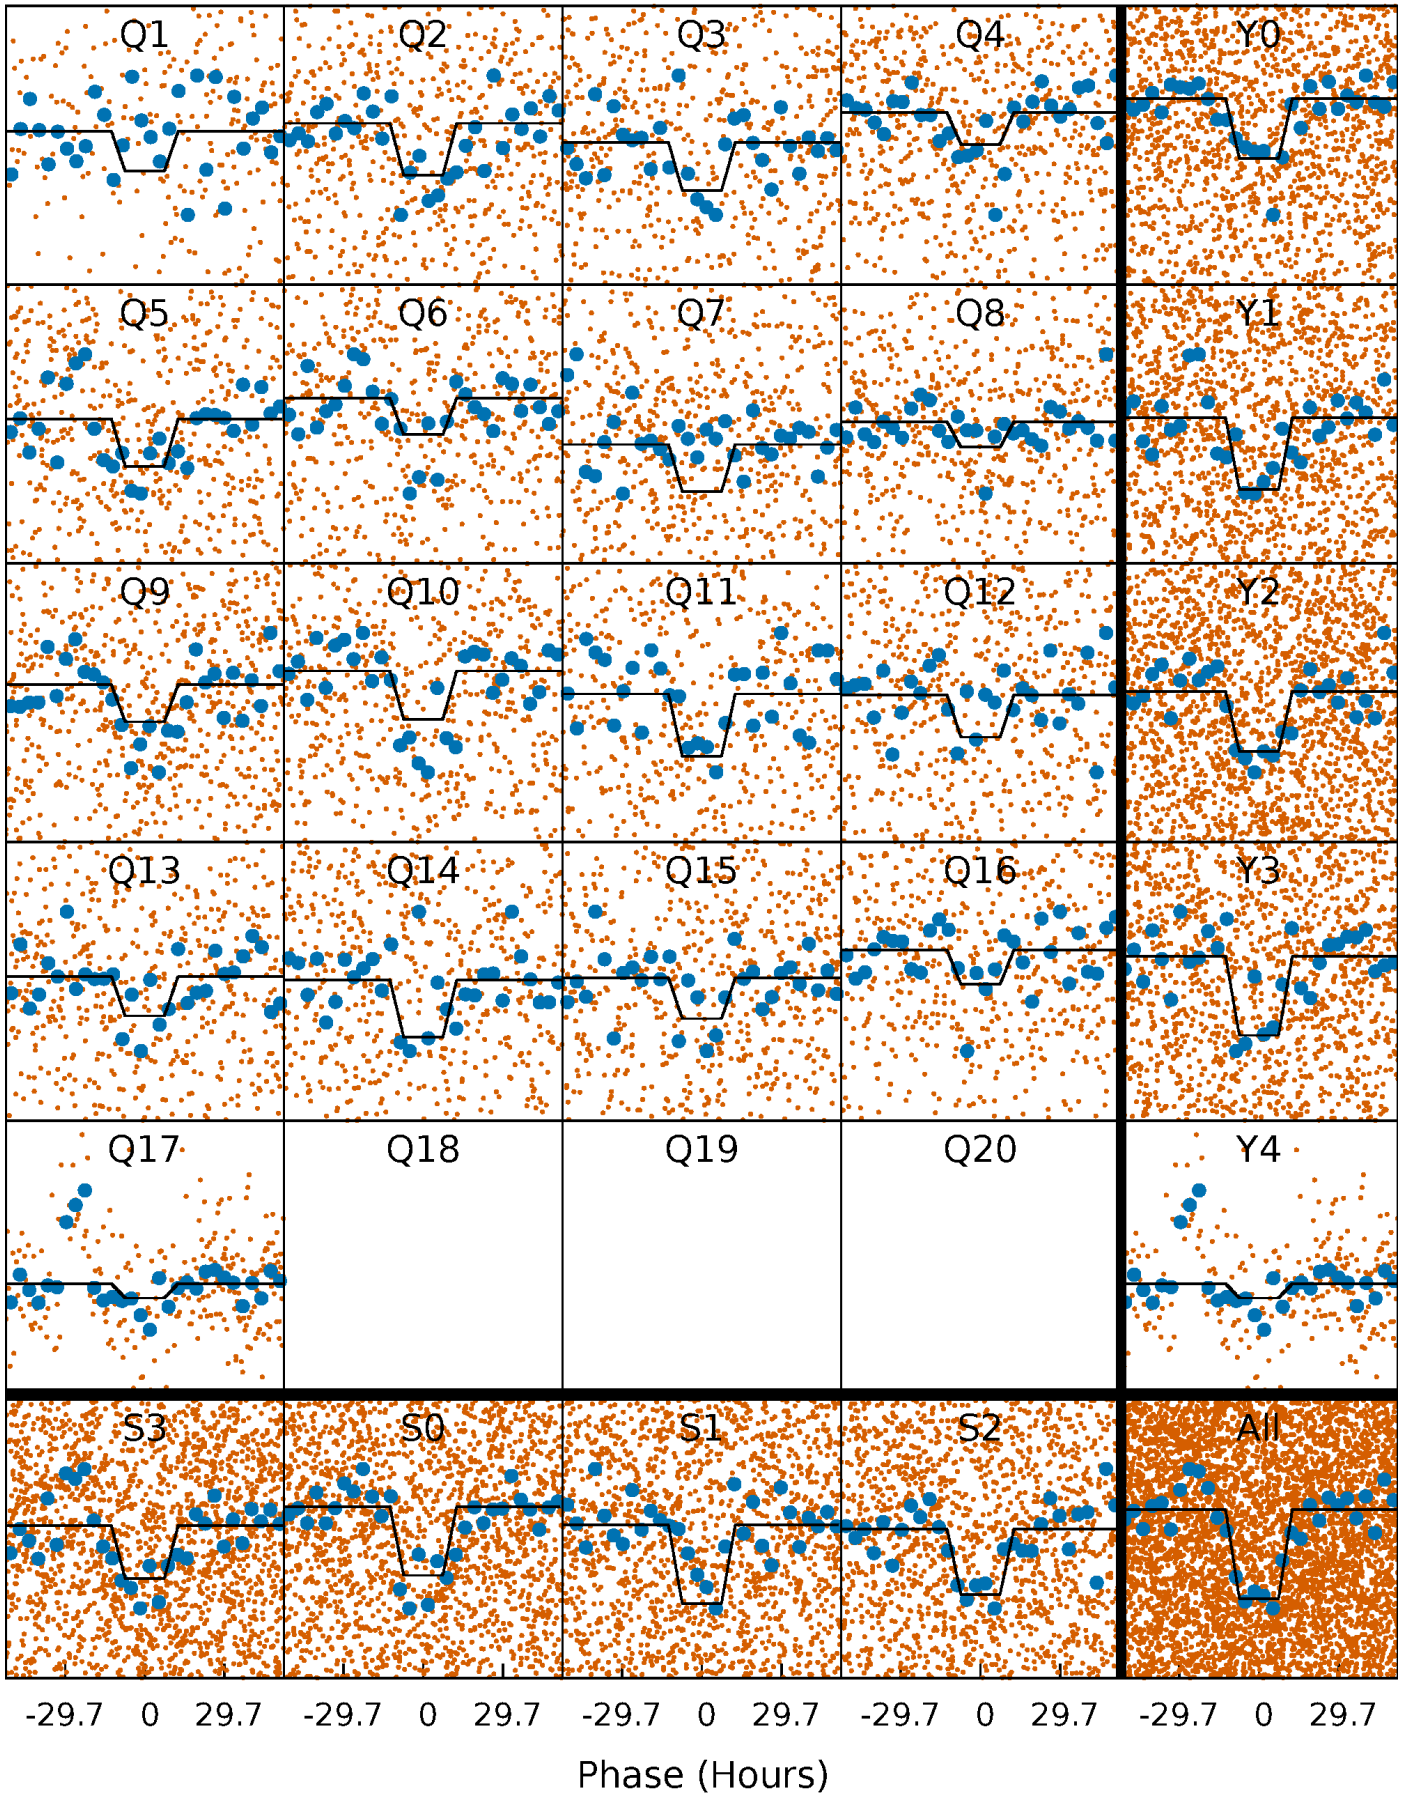 Q1 Q2 Q3 Q4 Y0
Q5 Q6 Q7 Q8 Y1
Q9 Q10 Q11 Q12 Y2
Q13 Q14 Q15 Q16 Y3
Q17 Q18 Q19 Q20 Y4
S3 S0 S1 S2 All
-29.7 0 29.7 -29.7 0 29.7 -29.7 0 29.7 -29.7 0 29.7 -29.7 0 29.7
Phase (Hours)